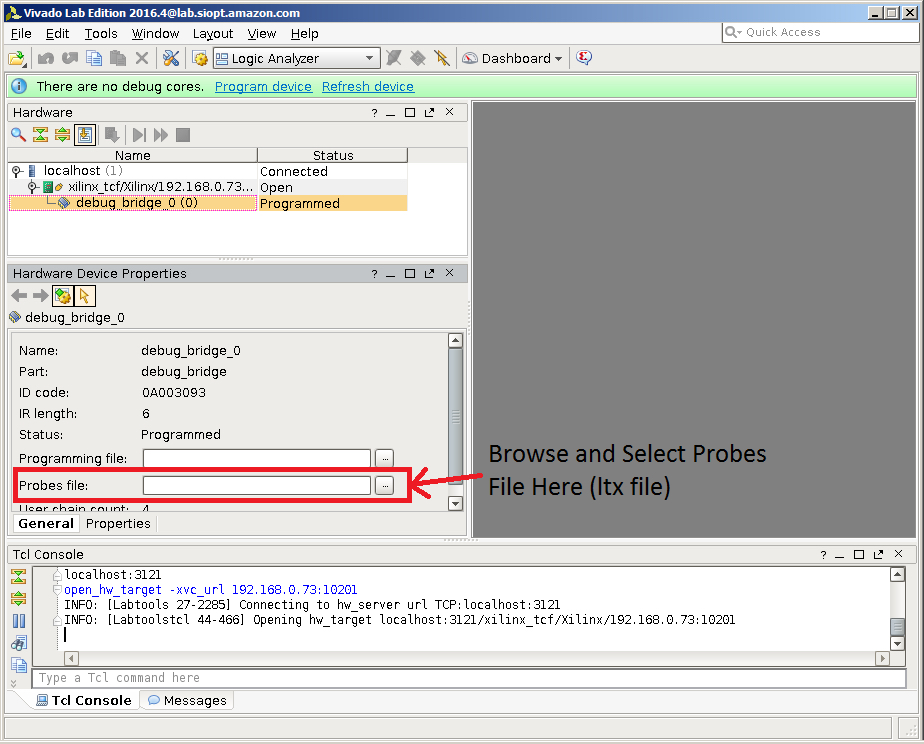 Vivado Lab Edition 2016.4@lab.siopt.amazon.com
File Edit Tools Window Layout View Help
Quick Access
Logic Analyzer
Dashboard
There are no debug cores. Program device Refresh device
Hardware
Name Status
localhost (1) Connected
xilinx_tcf/Xilinx/192.168.0.73... Open
debug_bridge_0 (0) Programmed
Hardware Device Properties
debug_bridge_0
Name: debug_bridge_0
Part: debug_bridge
ID code: 0A003093
IR length: 6
Status: Programmed
Programming file: ...
Probes file: ...
Browse and Select Probes
File Here (ltx file)
User chain count: 4
General Properties
Tcl Console
localhost:3121
open_hw_target -xvc_url 192.168.0.73:10201
INFO: [Labtools 27-2285] Connecting to hw_server url TCP:localhost:3121
INFO: [Labtoolstcl 44-466] Opening hw_target localhost:3121/xilinx_tcf/Xilinx/192.168.0.73:10201
Type a Tcl command here
Tcl Console Messages